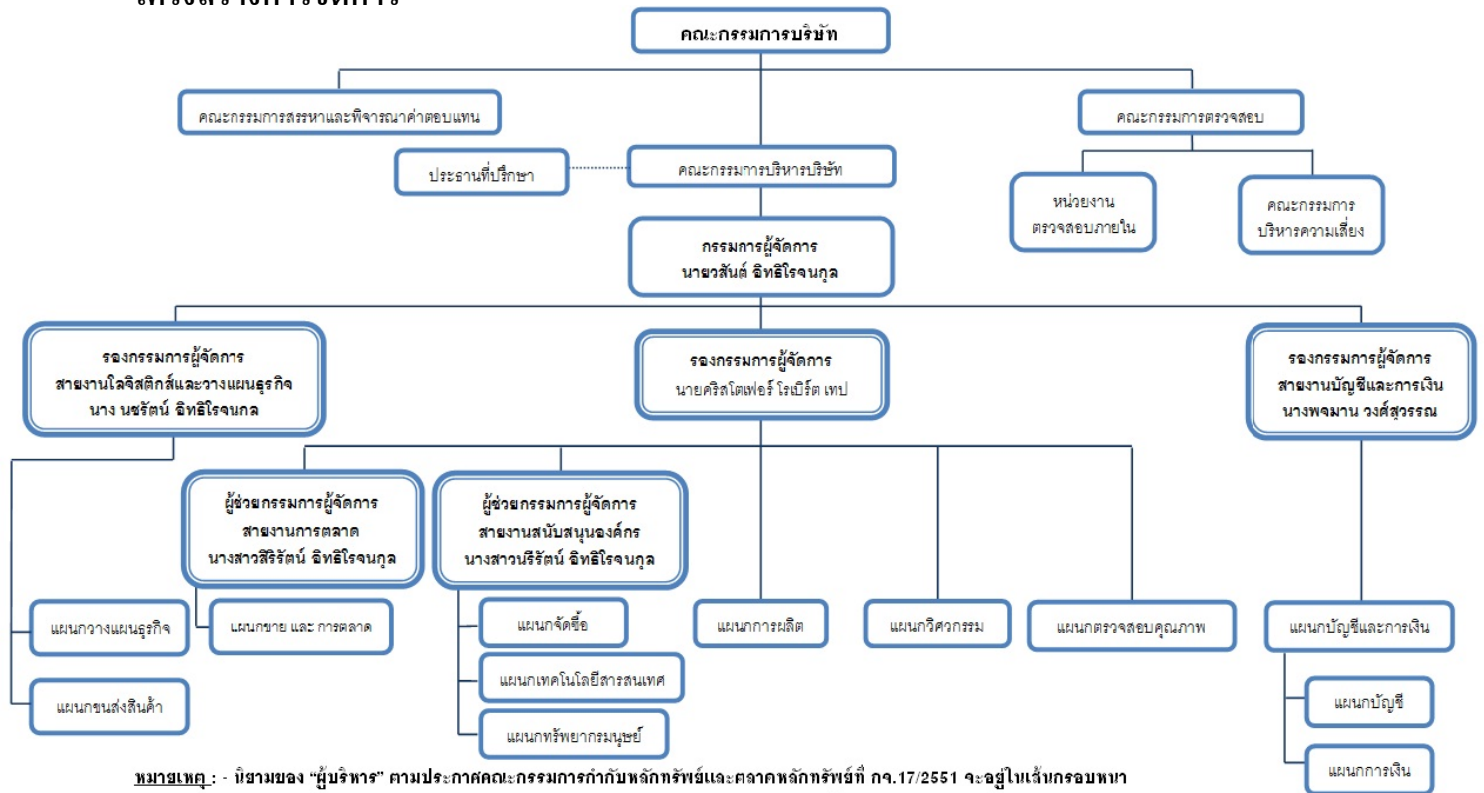 คณะกรรมการบริษัท
คณะกรรมการสรรหาและพิจารณาค่าตอบแทน
คณะกรรมการตรวจสอบ
ประธานที่ปรึกษา
คณะกรรมการบริหารบริษัท
หน่วยงาน
ตรวจสอบภายใน
คณะกรรมการ
บริหารความเสี่ยง
กรรมการผู้จัดการ
นายวสันต์ อิทธิโรจนกุล
รองกรรมการผู้จัดการ
สายงานโลจิสติกส์และวางแผนธุรกิจ
นาง นชรัตน์ อิทธิโรจนกล
รองกรรมการผู้จัดการ
นายคริสโตเฟอร์ โรเบิร์ต เทป
รองกรรมการผู้จัดการ
สายงานบัญชีและการเงิน
นางพจมาน วงศ์สุวรรณ
ผู้ช่วยกรรมการผู้จัดการ
สายงานการตลาด
นางสาวสิริรัตน์ อิทธิโรจนกุล
ผู้ช่วยกรรมการผู้จัดการ
สายงานสนับสนุนองค์กร
นางสาวนรีรัตน์ อิทธิโรจนกุล
แผนกวางแผนธุรกิจ
แผนกขาย และ การตลาด
แผนกจัดซื้อ
แผนกการผลิต
แผนกวิศวกรรม
แผนกตรวจสอบคุณภาพ
แผนกบัญชีและการเงิน
แผนกเทคโนโลยีสารสนเทศ
แผนกขนส่งสินค้า
แผนกบัญชี
แผนกทรัพยากรมนุษย์
แผนกการเงิน
หมายเหตุ : - นิยามของ “ผู้บริหาร” ตามประกาศคณะกรรมการกำกับหลักทรัพย์และตลาดหลักทรัพย์ที่ กจ.17/2551 จะอยู่ในเส้นกรอบหนา